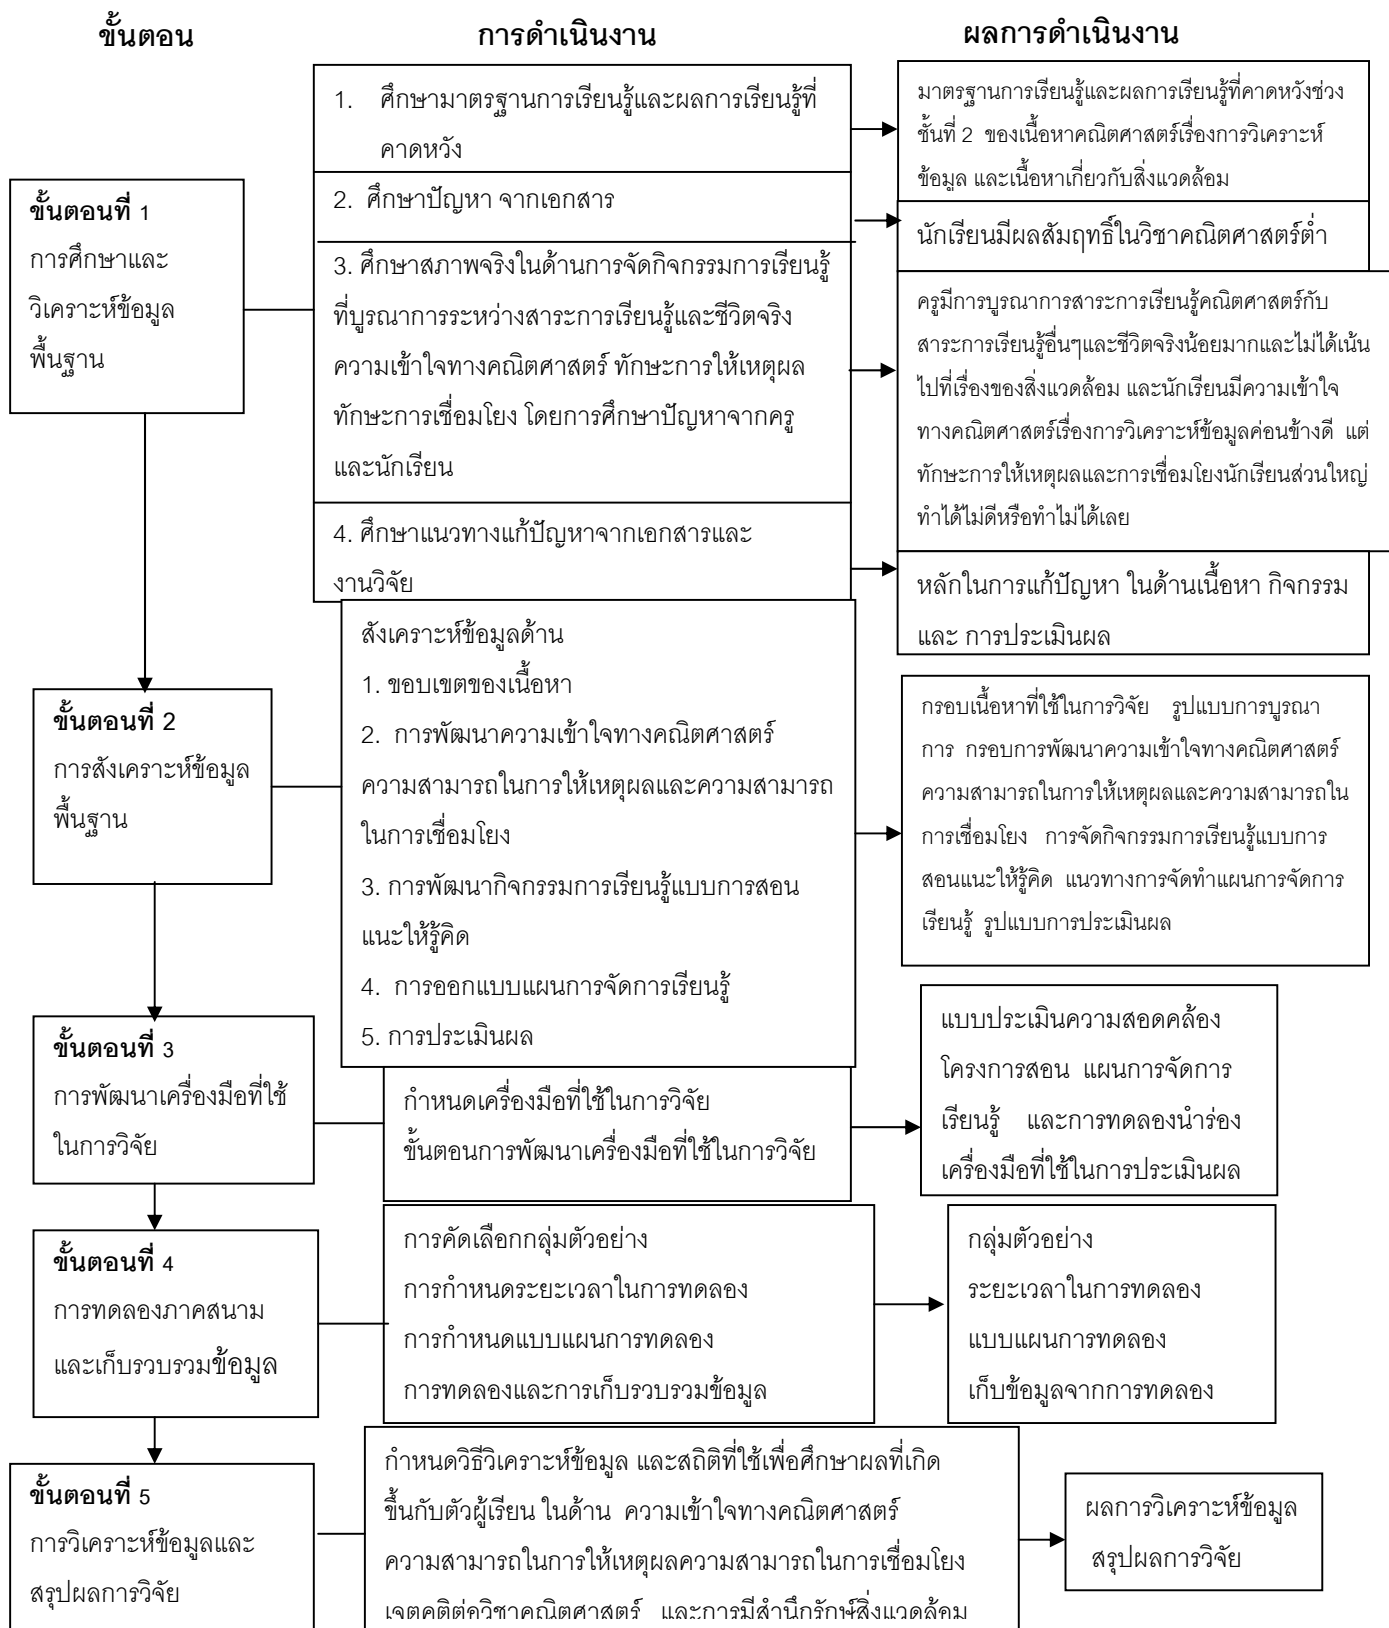 ขั้นตอน
การดำเนินงาน
ผลการดำเนินงาน
ขั้นตอนที่ 1
การศึกษาและ
วิเคราะห์ข้อมูล
พื้นฐาน
1. ศึกษามาตรฐานการเรียนรู้และผลการเรียนรู้ที่
คาดหวัง
มาตรฐานการเรียนรู้และผลการเรียนรู้ที่คาดหวังช่วง
ชั้นที่ 2 ของเนื้อหาคณิตศาสตร์เรื่องการวิเคราะห์
ข้อมูล และเนื้อหาเกี่ยวกับสิ่งแวดล้อม
2. ศึกษาปัญหา จากเอกสาร
นักเรียนมีผลสัมฤทธิ์ในวิชาคณิตศาสตร์ต่ำ
3. ศึกษาสภาพจริงในด้านการจัดกิจกรรมการเรียนรู้
ที่บูรณาการระหว่างสาระการเรียนรู้และชีวิตจริง
ความเข้าใจทางคณิตศาสตร์ ทักษะการให้เหตุผล
ทักษะการเชื่อมโยง โดยการศึกษาปัญหาจากครู
และนักเรียน
ครูมีการบูรณาการสาระการเรียนรู้คณิตศาสตร์กับ
สาระการเรียนรู้อื่นๆและชีวิตจริงน้อยมากและไม่ได้เน้น
ไปที่เรื่องของสิ่งแวดล้อม และนักเรียนมีความเข้าใจ
ทางคณิตศาสตร์เรื่องการวิเคราะห์ข้อมูลค่อนข้างดี แต่
ทักษะการให้เหตุผลและการเชื่อมโยงนักเรียนส่วนใหญ่
ทำได้ไม่ดีหรือทำไม่ได้เลย
4. ศึกษาแนวทางแก้ปัญหาจากเอกสารและ
งานวิจัย
หลักในการแก้ปัญหา ในด้านเนื้อหา กิจกรรม
และ การประเมินผล
ขั้นตอนที่ 2
การสังเคราะห์ข้อมูล
พื้นฐาน
สังเคราะห์ข้อมูลด้าน
1. ขอบเขตของเนื้อหา
2. การพัฒนาความเข้าใจทางคณิตศาสตร์
ความสามารถในการให้เหตุผลและความสามารถ
ในการเชื่อมโยง
3. การพัฒนากิจกรรมการเรียนรู้แบบการสอน
แนะให้รู้คิด
4. การออกแบบแผนการจัดการเรียนรู้
5. การประเมินผล
กรอบเนื้อหาที่ใช้ในการวิจัย รูปแบบการบูรณา
การ กรอบการพัฒนาความเข้าใจทางคณิตศาสตร์
ความสามารถในการให้เหตุผลและความสามารถใน
การเชื่อมโยง การจัดกิจกรรมการเรียนรู้แบบการ
สอนแนะให้รู้คิด แนวทางการจัดทำแผนการจัดการ
เรียนรู้ รูปแบบการประเมินผล
ขั้นตอนที่ 3
การพัฒนาเครื่องมือที่ใช้
ในการวิจัย
กำหนดเครื่องมือที่ใช้ในการวิจัย
ขั้นตอนการพัฒนาเครื่องมือที่ใช้ในการวิจัย
แบบประเมินความสอดคล้อง
โครงการสอน แผนการจัดการ
เรียนรู้ และการทดลองนำร่อง
เครื่องมือที่ใช้ในการประเมินผล
ขั้นตอนที่ 4
การทดลองภาคสนาม
และเก็บรวบรวมข้อมูล
การคัดเลือกกลุ่มตัวอย่าง
การกำหนดระยะเวลาในการทดลอง
การกำหนดแบบแผนการทดลอง
การทดลองและการเก็บรวบรวมข้อมูล
กลุ่มตัวอย่าง
ระยะเวลาในการทดลอง
แบบแผนการทดลอง
เก็บข้อมูลจากการทดลอง
ขั้นตอนที่ 5
การวิเคราะห์ข้อมูลและ
สรุปผลการวิจัย
กำหนดวิธีวิเคราะห์ข้อมูล และสถิติที่ใช้เพื่อศึกษาผลที่เกิด
ขึ้นกับตัวผู้เรียน ในด้าน ความเข้าใจทางคณิตศาสตร์
ความสามารถในการให้เหตุผลความสามารถในการเชื่อมโยง
เจตคติต่อวิชาคณิตศาสตร์ และการมีสำนึกรักษ์สิ่งแวดล้อม
ผลการวิเคราะห์ข้อมูล
สรุปผลการวิจัย